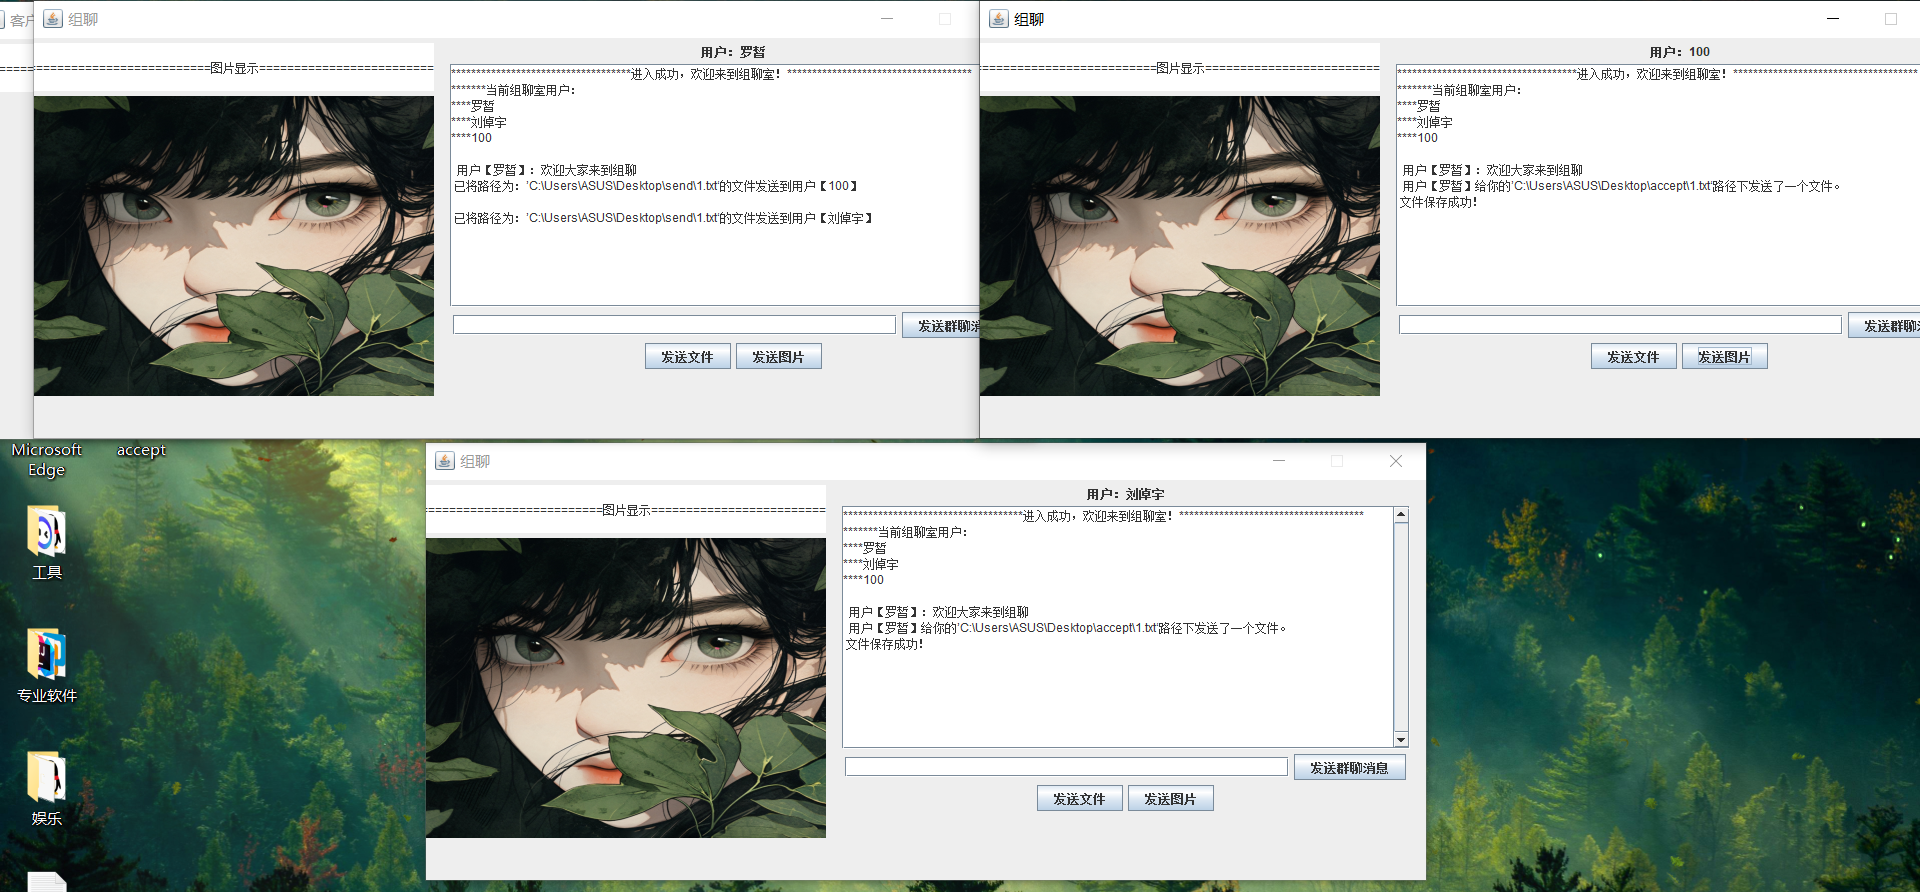 客户
组聊
=====
===========================图片显示===========================
用户：罗皙
************************************进入成功，欢迎来到组聊室！*************************************
*******当前组聊室用户：
****罗皙
****刘倬宇
****100
用户【罗皙】：欢迎大家来到组聊
已将路径为：'C:\Users\ASUS\Desktop\send\1.txt'的文件发送到用户【100】
已将路径为：'C:\Users\ASUS\Desktop\send\1.txt'的文件发送到用户【刘倬宇】
发送群聊消
发送文件 发送图片
组聊
===========================图片显示===========================
用户：100
************************************进入成功，欢迎来到组聊室！*************************************
*******当前组聊室用户：
****罗皙
****刘倬宇
****100
用户【罗皙】：欢迎大家来到组聊
用户【罗皙】给你的'C:\Users\ASUS\Desktop\accept\1.txt'路径下发送了一个文件。
文件保存成功！
发送群聊
发送文件 发送图片
Microsoft
Edge
accept
工具
专业软件
娱乐
组聊
===========================图片显示===========================
用户：刘倬宇
************************************进入成功，欢迎来到组聊室！*************************************
*******当前组聊室用户：
****罗皙
****刘倬宇
****100
用户【罗皙】：欢迎大家来到组聊
用户【罗皙】给你的'C:\Users\ASUS\Desktop\accept\1.txt'路径下发送了一个文件。
文件保存成功！
发送群聊消息
发送文件 发送图片